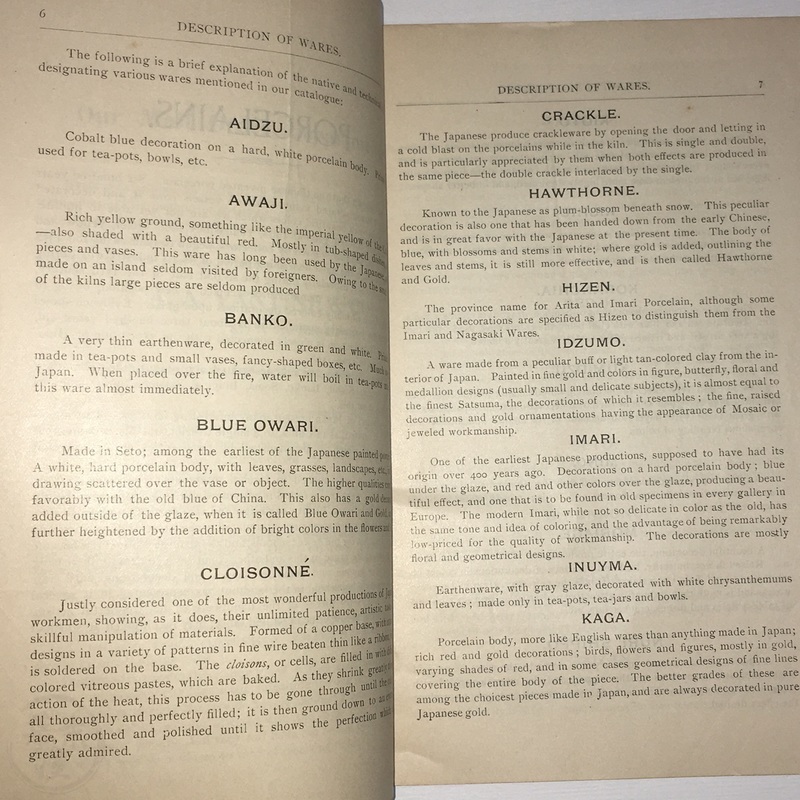 6
DESCRIPTION OF WARES.
The following is a brief explanation of the native and
designating various wares mentioned in our catalogue:
AIDZU.
Cobalt blue decoration on a hard, white porcelain body.
used for tea-pots, bowls, etc.
AWAJI.
Rich yellow ground, something like the imperial yellow of
—also shaded with a beautiful red. Mostly in tub-shaped
pieces and vases. This ware has long been used by the Japanese,
made on an island seldom visited by foreigners. Owing to the
of the kilns large pieces are seldom produced
BANKO.
A very thin earthenware, decorated in green and white.
made in tea-pots and small vases, fancy-shaped boxes, etc.
Japan. When placed over the fire, water will boil in tea-pots
this ware almost immediately.
BLUE OWARI.
Made in Seto; among the earliest of the Japanese painted
A white, hard porcelain body, with leaves, grasses, landscapes, etc.,
drawing scattered over the vase or object. The higher qualities
favorably with the old blue of China. This also has a gold
added outside of the glaze, when it is called Blue Owari and Gold,
further heightened by the addition of bright colors in the flowers
CLOISONNÉ.
Justly considered one of the most wonderful productions of
workmen, showing, as it does, their unlimited patience, artistic
skillful manipulation of materials. Formed of a copper base, with
designs in a variety of patterns in fine wire beaten thin like a ribbon,
is soldered on the base. The cloisons, or cells, are filled in with
colored vitreous pastes, which are baked. As they shrink greatly
action of the heat, this process has to be gone through until the
all thoroughly and perfectly filled; it is then ground down to
face, smoothed and polished until it shows the perfection
greatly admired.
DESCRIPTION OF WARES. 7
CRACKLE.
The Japanese produce crackleware by opening the door and letting in
a cold blast on the porcelains while in the kiln. This is single and double,
and is particularly appreciated by them when both effects are produced in
the same piece—the double crackle interlaced by the single.
HAWTHORNE.
Known to the Japanese as plum-blossom beneath snow. This peculiar
decoration is also one that has been handed down from the early Chinese,
and is in great favor with the Japanese at the present time. The body of
blue, with blossoms and stems in white; where gold is added, outlining the
leaves and stems, it is still more effective, and is then called Hawthorne
and Gold.
HIZEN.
The province name for Arita and Imari Porcelain, although some
particular decorations are specified as Hizen to distinguish them from the
Imari and Nagasaki Wares.
IDZUMO.
A ware made from a peculiar buff or light tan-colored clay from the in-
terior of Japan. Painted in fine gold and colors in figure, butterfly, floral and
medallion designs (usually small and delicate subjects), it is almost equal to
the finest Satsuma, the decorations of which it resembles; the fine, raised
decorations and gold ornamentations having the appearance of Mosaic or
jeweled workmanship.
IMARI.
One of the earliest Japanese productions, supposed to have had its
origin over 400 years ago. Decorations on a hard porcelain body; blue
under the glaze, and red and other colors over the glaze, producing a beau-
tiful effect, and one that is to be found in old specimens in every gallery in
Europe. The modern Imari, while not so delicate in color as the old, has
the same tone and idea of coloring, and the advantage of being remarkably
low-priced for the quality of workmanship. The decorations are mostly
floral and geometrical designs.
INUYMA.
Earthenware, with gray glaze, decorated with white chrysanthemums
and leaves; made only in tea-pots, tea-jars and bowls.
KAGA.
Porcelain body, more like English wares than anything made in Japan;
rich red and gold decorations; birds, flowers and figures, mostly in gold,
varying shades of red, and in some cases geometrical designs of fine lines
covering the entire body of the piece. The better grades of these are
among the choicest pieces made in Japan, and are always decorated in pure
Japanese gold.